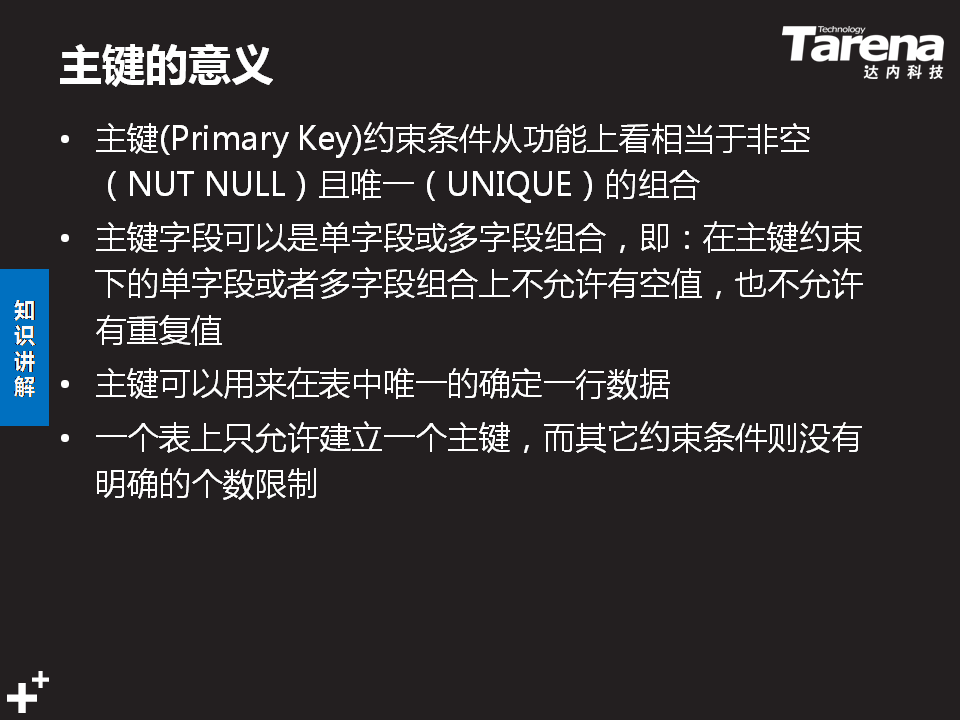 主键的意义
Technology
Tarena
达内科技
• 主键(Primary Key)约束条件从功能上看相当于非空
（NUT NULL）且唯一（UNIQUE）的组合
• 主键字段可以是单字段或多字段组合，即：在主键约束
下的单字段或者多字段组合上不允许有空值，也不允许
有重复值
• 主键可以用来在表中唯一的确定一行数据
• 一个表上只允许建立一个主键，而其它约束条件则没有
明确的个数限制
知
识
讲
解